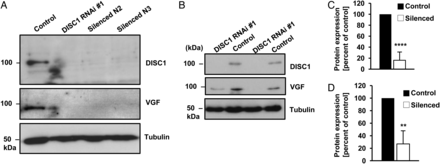 A
Control
DISC1 RNAi #1
Silenced N2
Silenced N3
100
DISC1
100
VGF
50
kDa
Tubulin
B
DISC1 RNAi #1
Control
DISC1 RNAi #1
Control
(kDa)
100
DISC1
100
VGF
50
Tubulin
C
Control
Silenced
Protein expression
[percent of control]
100
50
0
****
D
Control
Silenced
Protein expression
[percent of control]
100
50
0
**